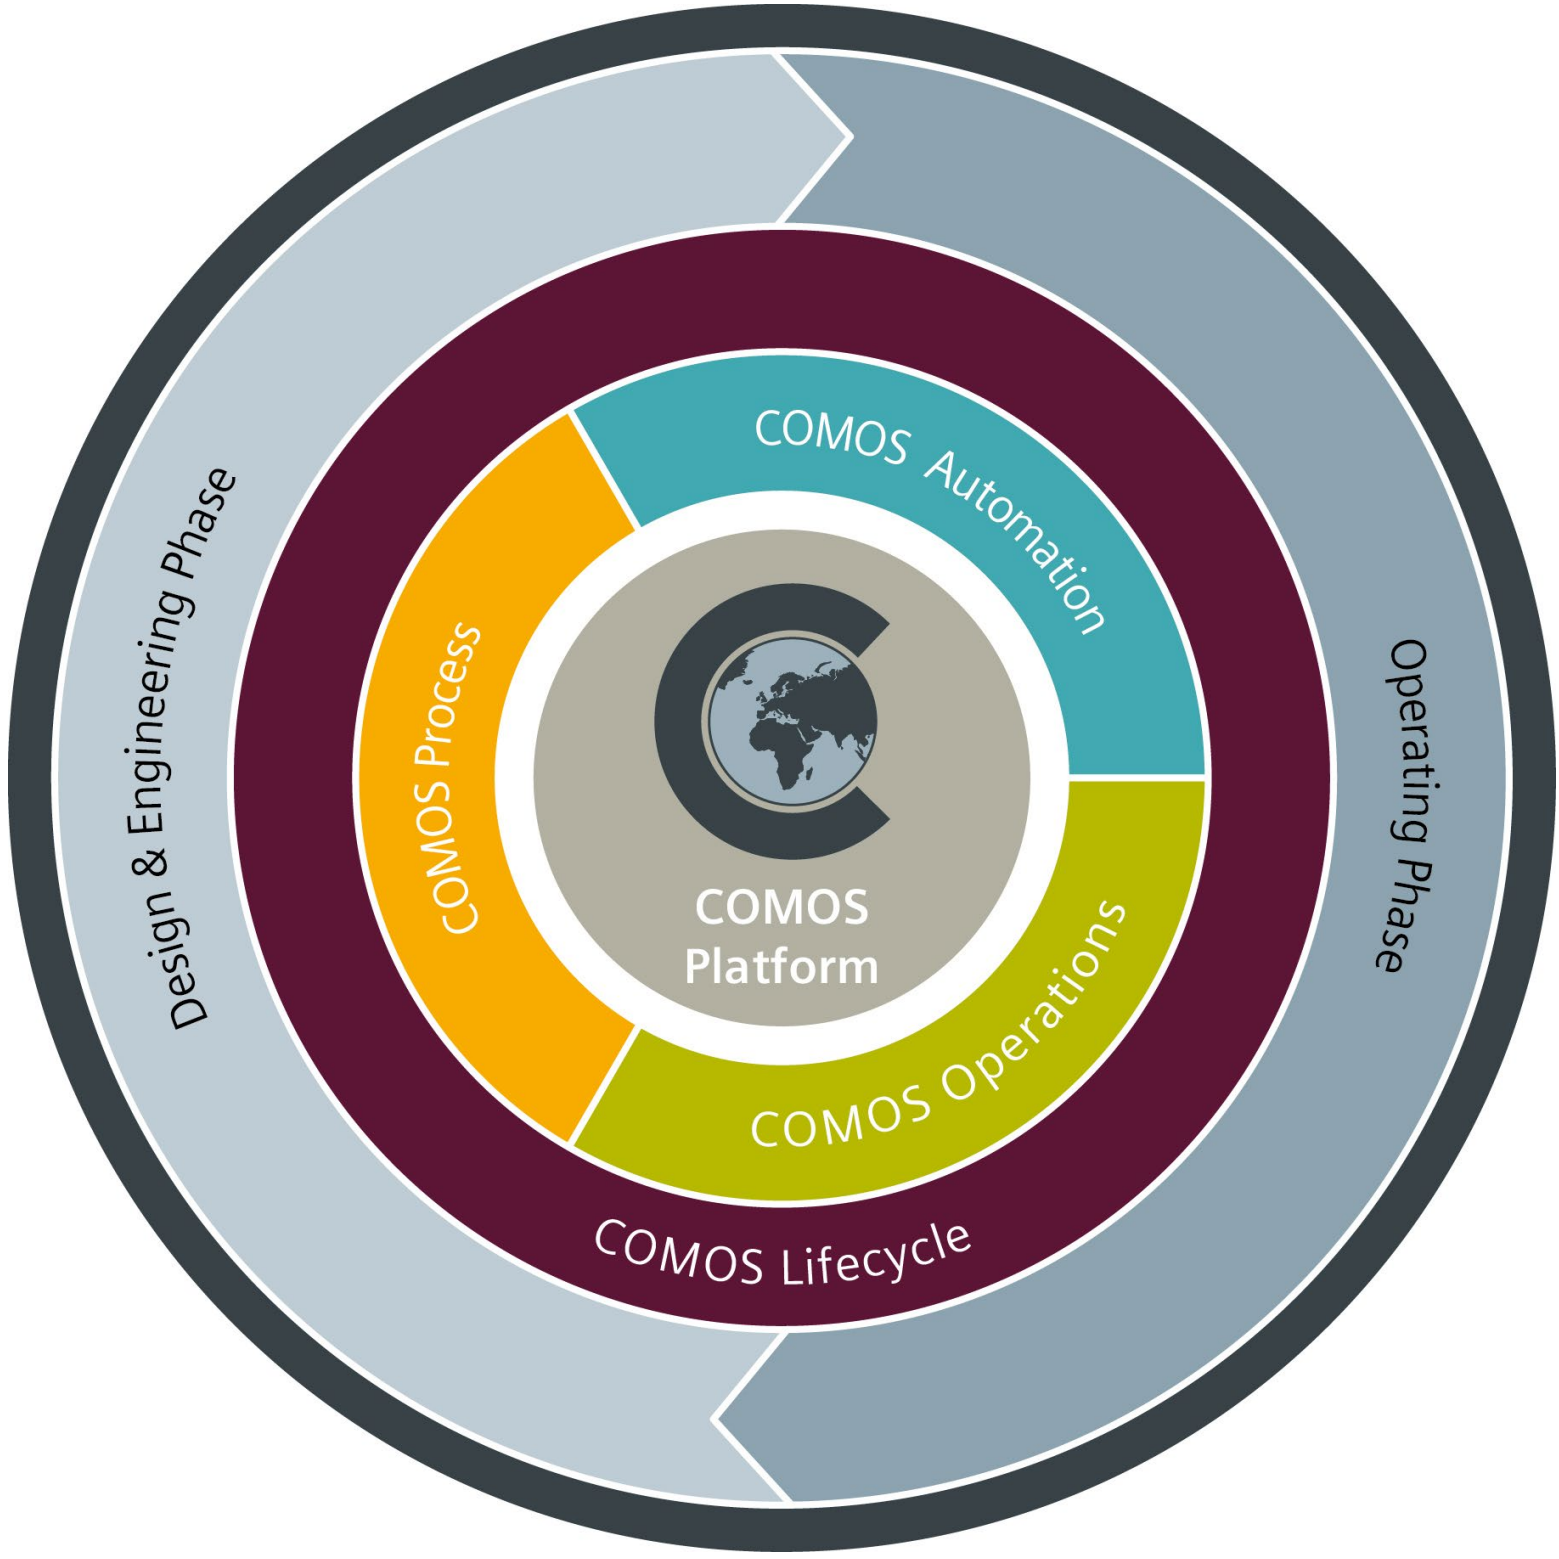 Design & Engineering Phase
Operating Phase
COMOS Automation
COMOS Process
COMOS
Platform
COMOS Operations
COMOS Lifecycle